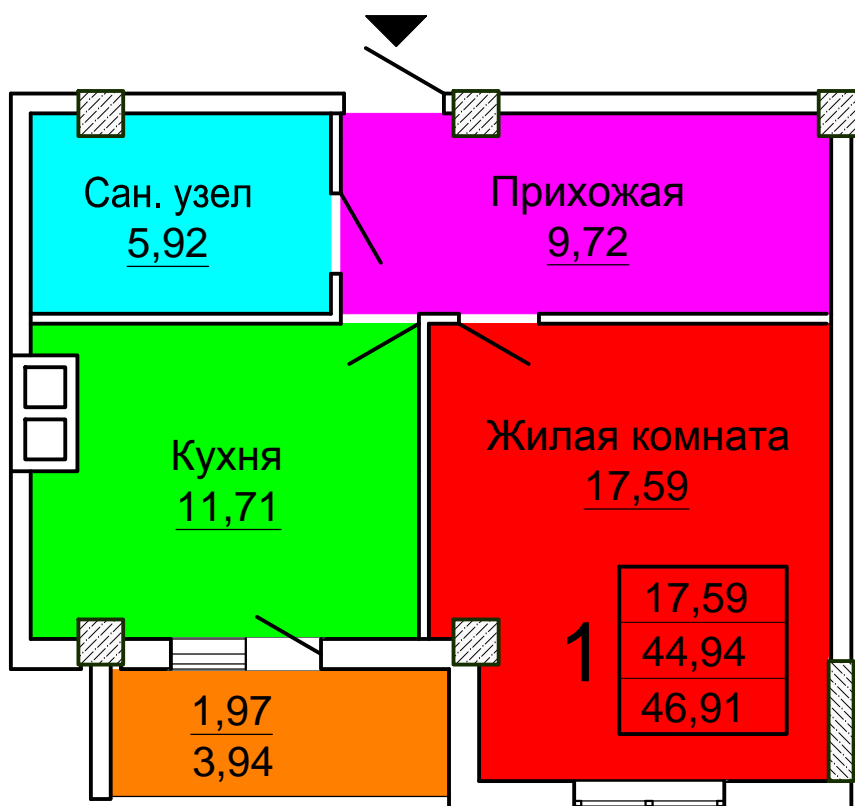 Сан. узел
5,92
Прихожая
9,72
Кухня
11,71
Жилая комната
17,59
1
17,59
44,94
46,91
1,97
3,94